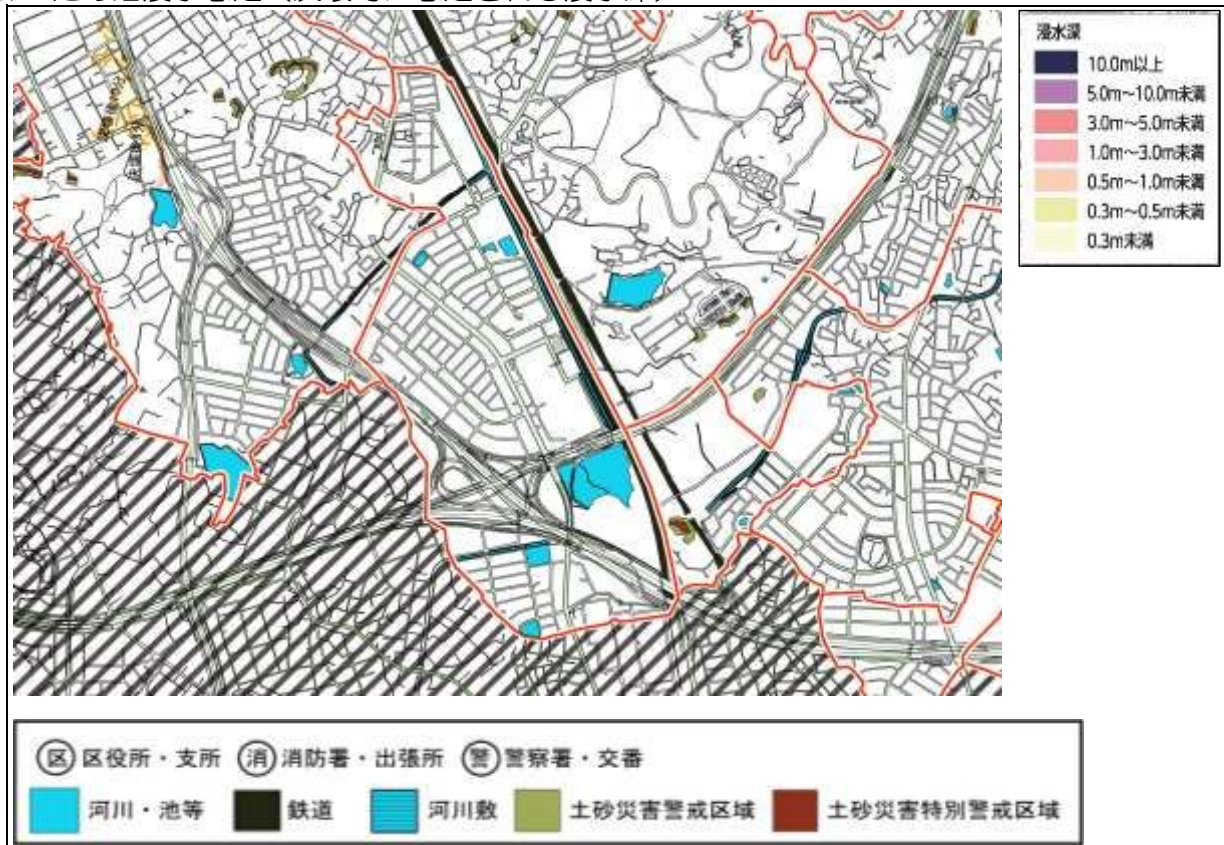 浸水深
10.0m以上
5.0m～10.0m未満
3.0m～5.0m未満
1.0m～3.0m未満
0.5m～1.0m未満
0.3m～0.5m未満
0.3m未満
区 区役所・支所 消 消防署・出張所 警 警察署・交番
河川・池等 鉄道 河川敷 土砂災害警戒区域 土砂災害特別警戒区域